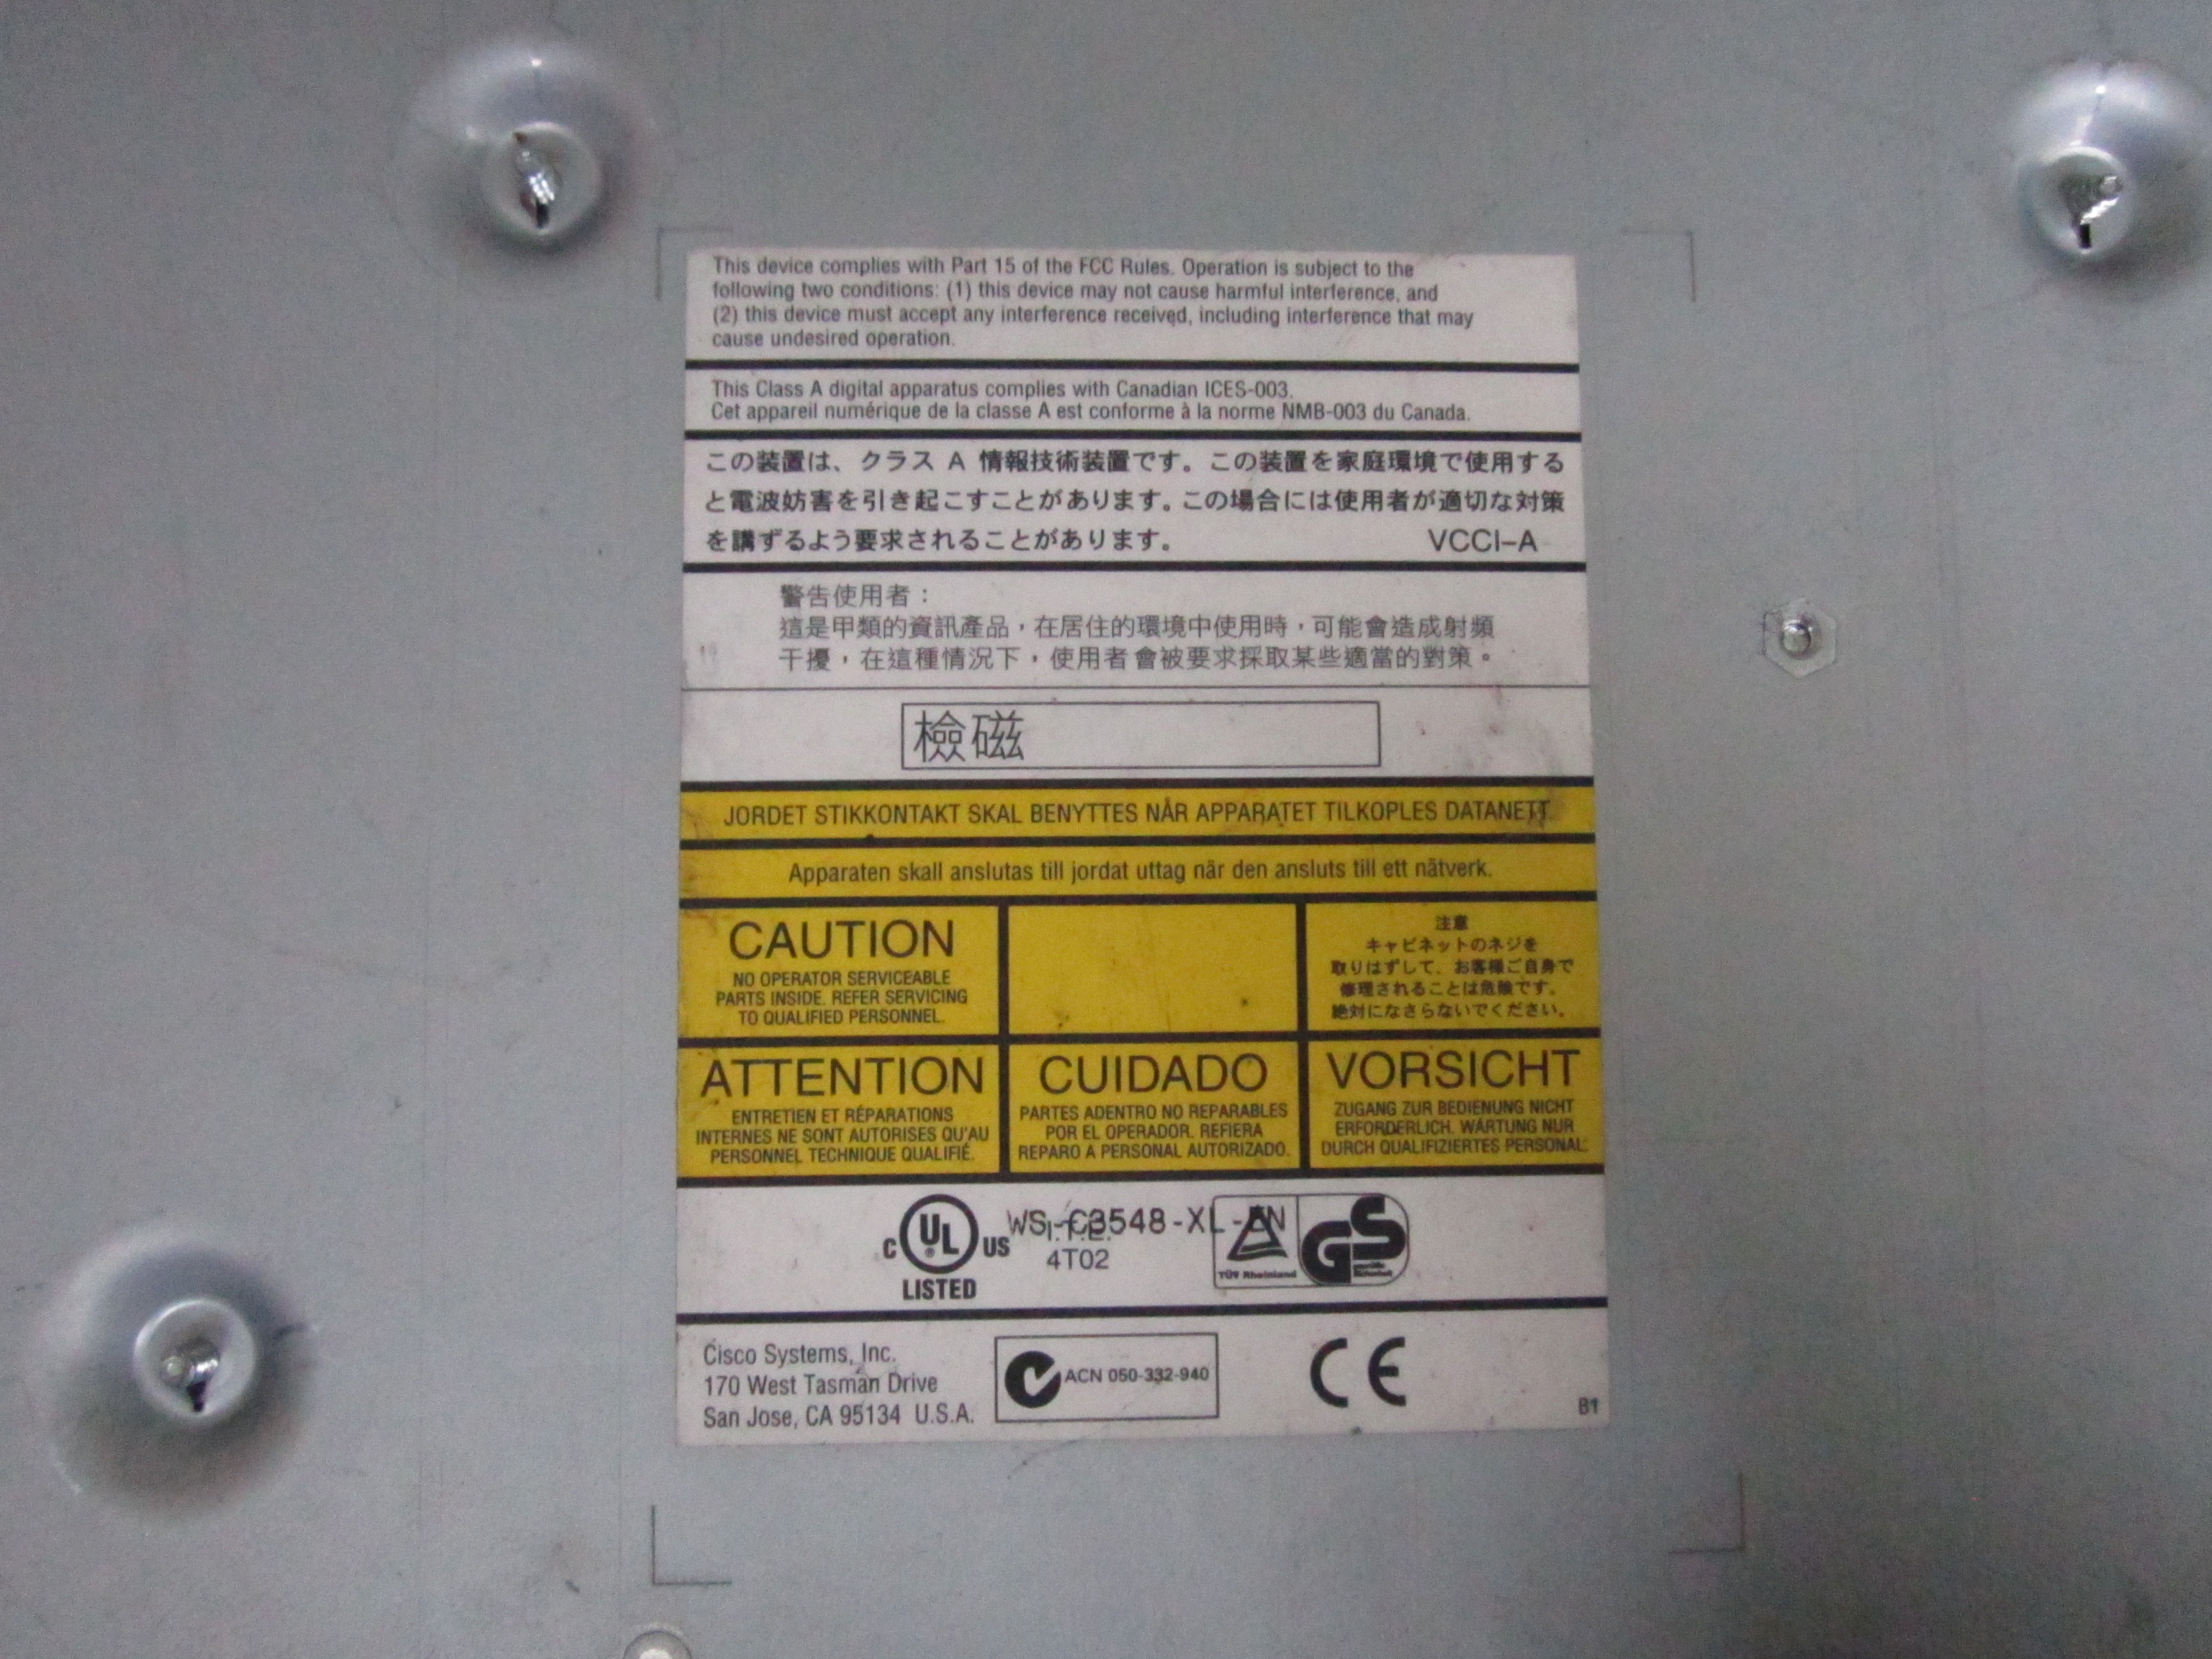 This device complies with Part 15 of the FCC Rules. Operation is subject to the
following two conditions: (1) this device may not cause harmful interference, and
(2) this device must accept any interference received, including interference that may
cause undesired operation.
This Class A digital apparatus complies with Canadian ICES-003.
Cet appareil numérique de la classe A est conforme à la norme NMB-003 du Canada.
この装置は、クラス A 情報技術装置です。この装置を家庭環境で使用する
と電波妨害を引き起こすことがあります。この場合には使用者が適切な対策
を講ずるよう要求されることがあります。 VCCI-A
警告使用者：
這是甲類的資訊產品，在居住的環境中使用時，可能會造成射頻
干擾，在這種情況下，使用者會被要求採取某些適當的對策。
檢磁
JORDET STIKKONTAKT SKAL BENYTTES NÅR APPARATET TILKOPLES DATANETT.
Apparaten skall anslutas till jordat uttag när den ansluts till ett nätverk.
CAUTION
NO OPERATOR SERVICEABLE
PARTS INSIDE. REFER SERVICING
TO QUALIFIED PERSONNEL.
注意
キャビネットのネジを
取りはずして、お客様ご自身で
修理されることは危険です。
絶対になさらないでください。
ATTENTION
ENTRETIEN ET RÉPARATIONS
INTERNES NE SONT AUTORISES QU'AU
PERSONNEL TECHNIQUE QUALIFIÉ.
CUIDADO
PARTES ADENTRO NO REPARABLES
POR EL OPERADOR. REFIERA
REPARO A PERSONAL AUTORIZADO.
VORSICHT
ZUGANG ZUR BEDIENUNG NICHT
ERFORDERLICH. WARTUNG NUR
DURCH QUALIFIZIERTES PERSONAL.
C UL US
LISTED
WS-C3548-XL-EN
I.T.E.
4T02
TÜV Rheinland
GS
geprüfte
Sicherheit
Cisco Systems, Inc.
170 West Tasman Drive
San Jose, CA 95134 U.S.A.
ACN 050-332-940
CE
B1